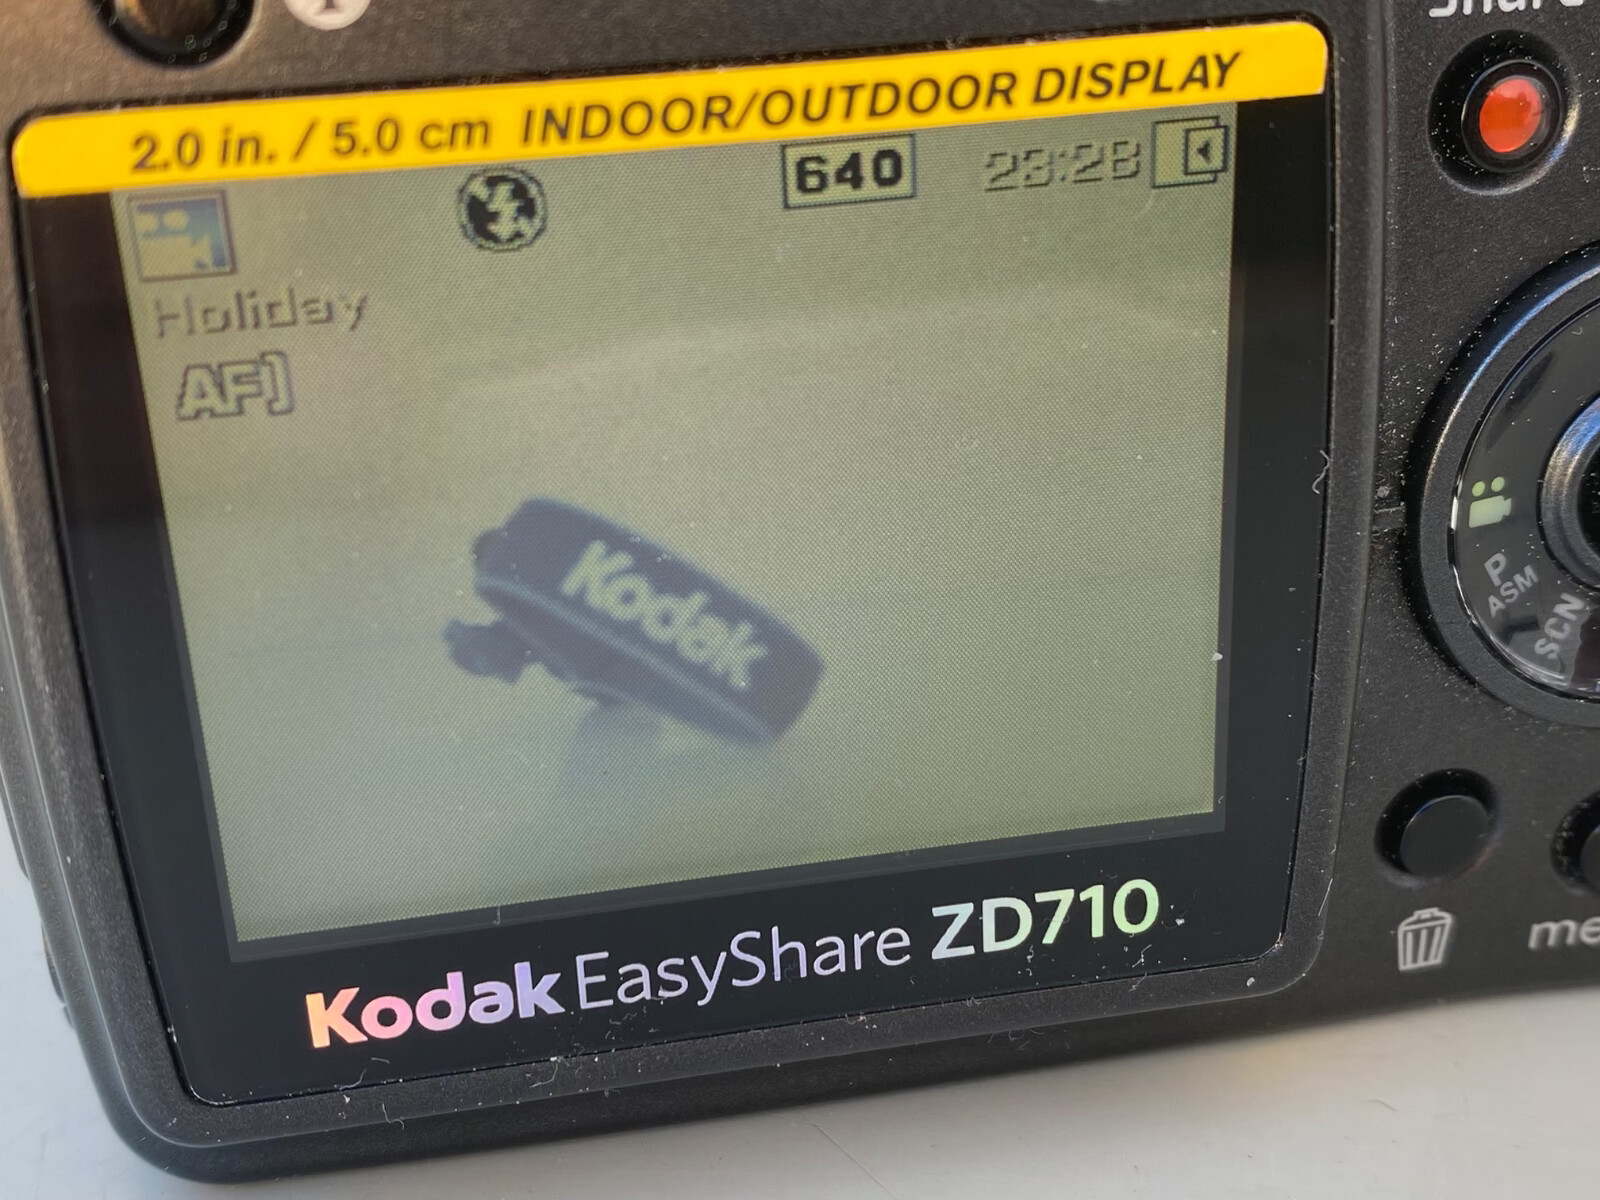 Share
2.0 in. / 5.0 cm INDOOR/OUTDOOR DISPLAY
640 23:28
Holiday
AF
Kodak
P
ASM
SCN
Kodak EasyShare ZD710